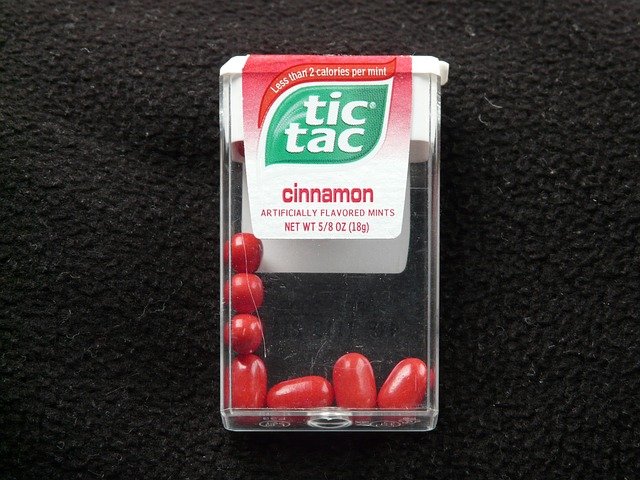 Less than 2 calories per mint
tic®
tac
cinnamon
ARTIFICIALLY FLAVORED MINTS
NET WT 5/8 OZ (18g)